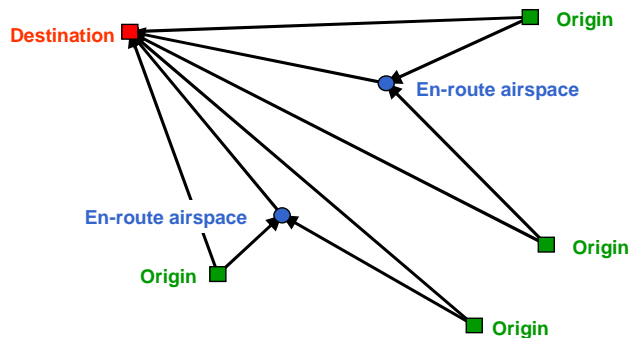 Origin
Destination
En-route airspace
En-route airspace
Origin
Origin
Origin